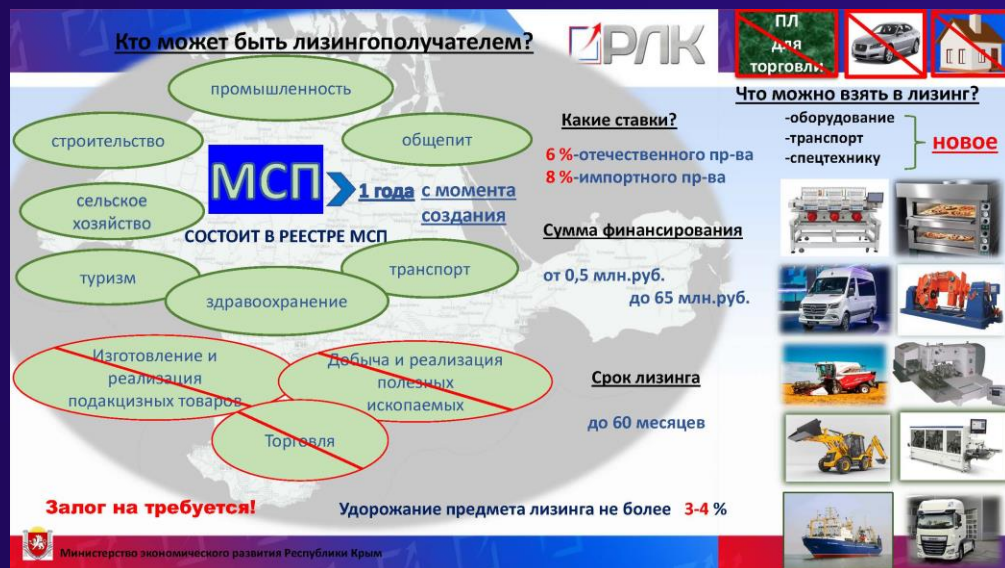 Кто может быть лизингополучателем?
РЛК
ПЛ
для
торговли
промышленность
строительство
общепит
МСП
1 года с момента
создания
сельское
хозяйство
СОСТОИТ В РЕЕСТРЕ МСП
туризм
транспорт
здравоохранение
Изготовление и
реализация
подакцизных товаров
Добыча и реализация
полезных
ископаемых
Торговля
Какие ставки?
6 %-отечественного пр-ва
8 %-импортного пр-ва
Сумма финансирования
от 0,5 млн.руб.
до 65 млн.руб.
Срок лизинга
до 60 месяцев
Что можно взять в лизинг?
-оборудование
-транспорт
-спецтехнику
новое
Залог на требуется!
Удорожание предмета лизинга не более 3-4 %
Министерство экономического развития Республики Крым